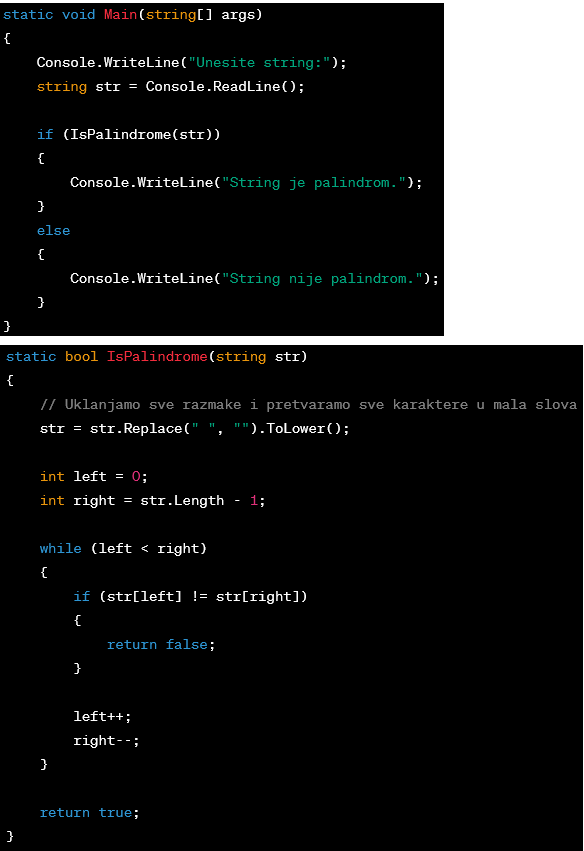 static void Main(string[] args)
{
    Console.WriteLine("Unesite string:");
    string str = Console.ReadLine();

    if (IsPalindrome(str))
    {
        Console.WriteLine("String je palindrom.");
    }
    else
    {
        Console.WriteLine("String nije palindrom.");
    }
}
static bool IsPalindrome(string str)
{
    // Uklanjamo sve razmake i pretvaramo sve karaktere u mala slova
    str = str.Replace(" ", "").ToLower();

    int left = 0;
    int right = str.Length - 1;

    while (left < right)
    {
        if (str[left] != str[right])
        {
            return false;
        }

        left++;
        right--;
    }

    return true;
}